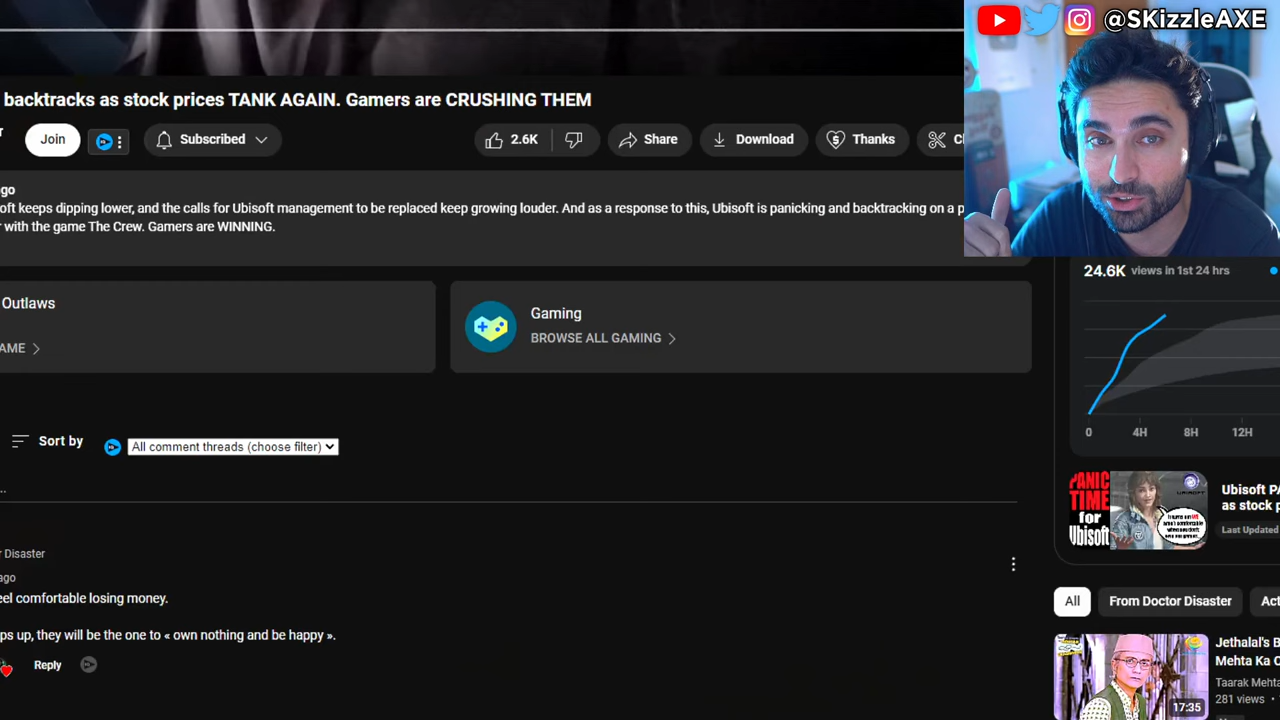 @SKizzleAXE
backtracks as stock prices TANK AGAIN. Gamers are CRUSHING THEM
r
Join
Subscribed
2.6K
Share
Download
Thanks
ago
oft keeps dipping lower, and the calls for Ubisoft management to be replaced keep growing louder. And as a response to this, Ubisoft is panicking and backtracking on a p
r with the game The Crew. Gamers are WINNING.
24.6K views in 1st 24 hrs
Outlaws
AME
Gaming
BROWSE ALL GAMING
0 4H 8H 12H
Sort by
All comment threads (choose filter)
PANIC
TIME
for
Ubisoft
UBISOFT
Ubisoft PA
as stock p
Last Updated
r Disaster
ago
eel comfortable losing money.
ps up, they will be the one to « own nothing and be happy ».
Reply
All
From Doctor Disaster
Act
Jethalal's B
Mehta Ka C
Taarak Mehta
281 views •
17:35